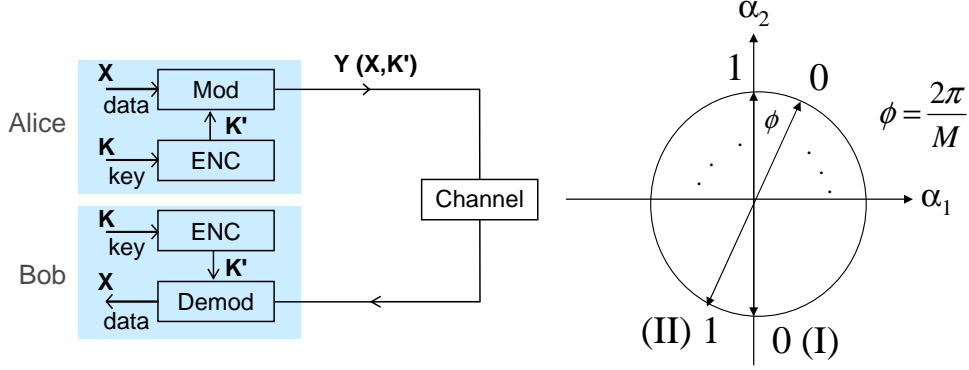 Alice
X
data
Mod
K'
K
key
ENC
Y (X,K')
Channel
Bob
K
key
ENC
K'
X
data
Demod
α₂
1
0
ϕ
ϕ = 2π/M
α₁
(II) 1
0 (I)